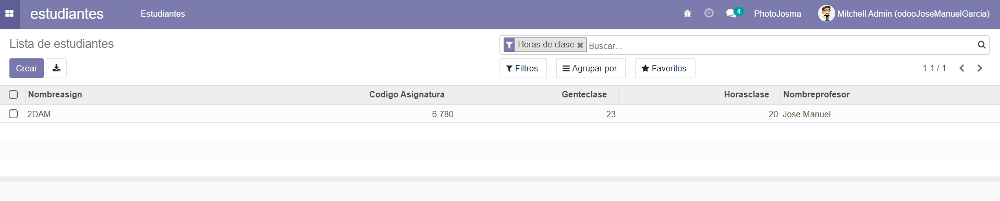 estudiantes Estudiantes 4 PhotoJosma Mitchell Admin (odooJoseManuelGarcia)
Lista de estudiantes Horas de clase Buscar...
Crear Filtros Agrupar por Favoritos 1-1 / 1
Nombreasign Codigo Asignatura Genteclase Horasclase Nombreprofesor
2DAM 6.780 23 20 Jose Manuel